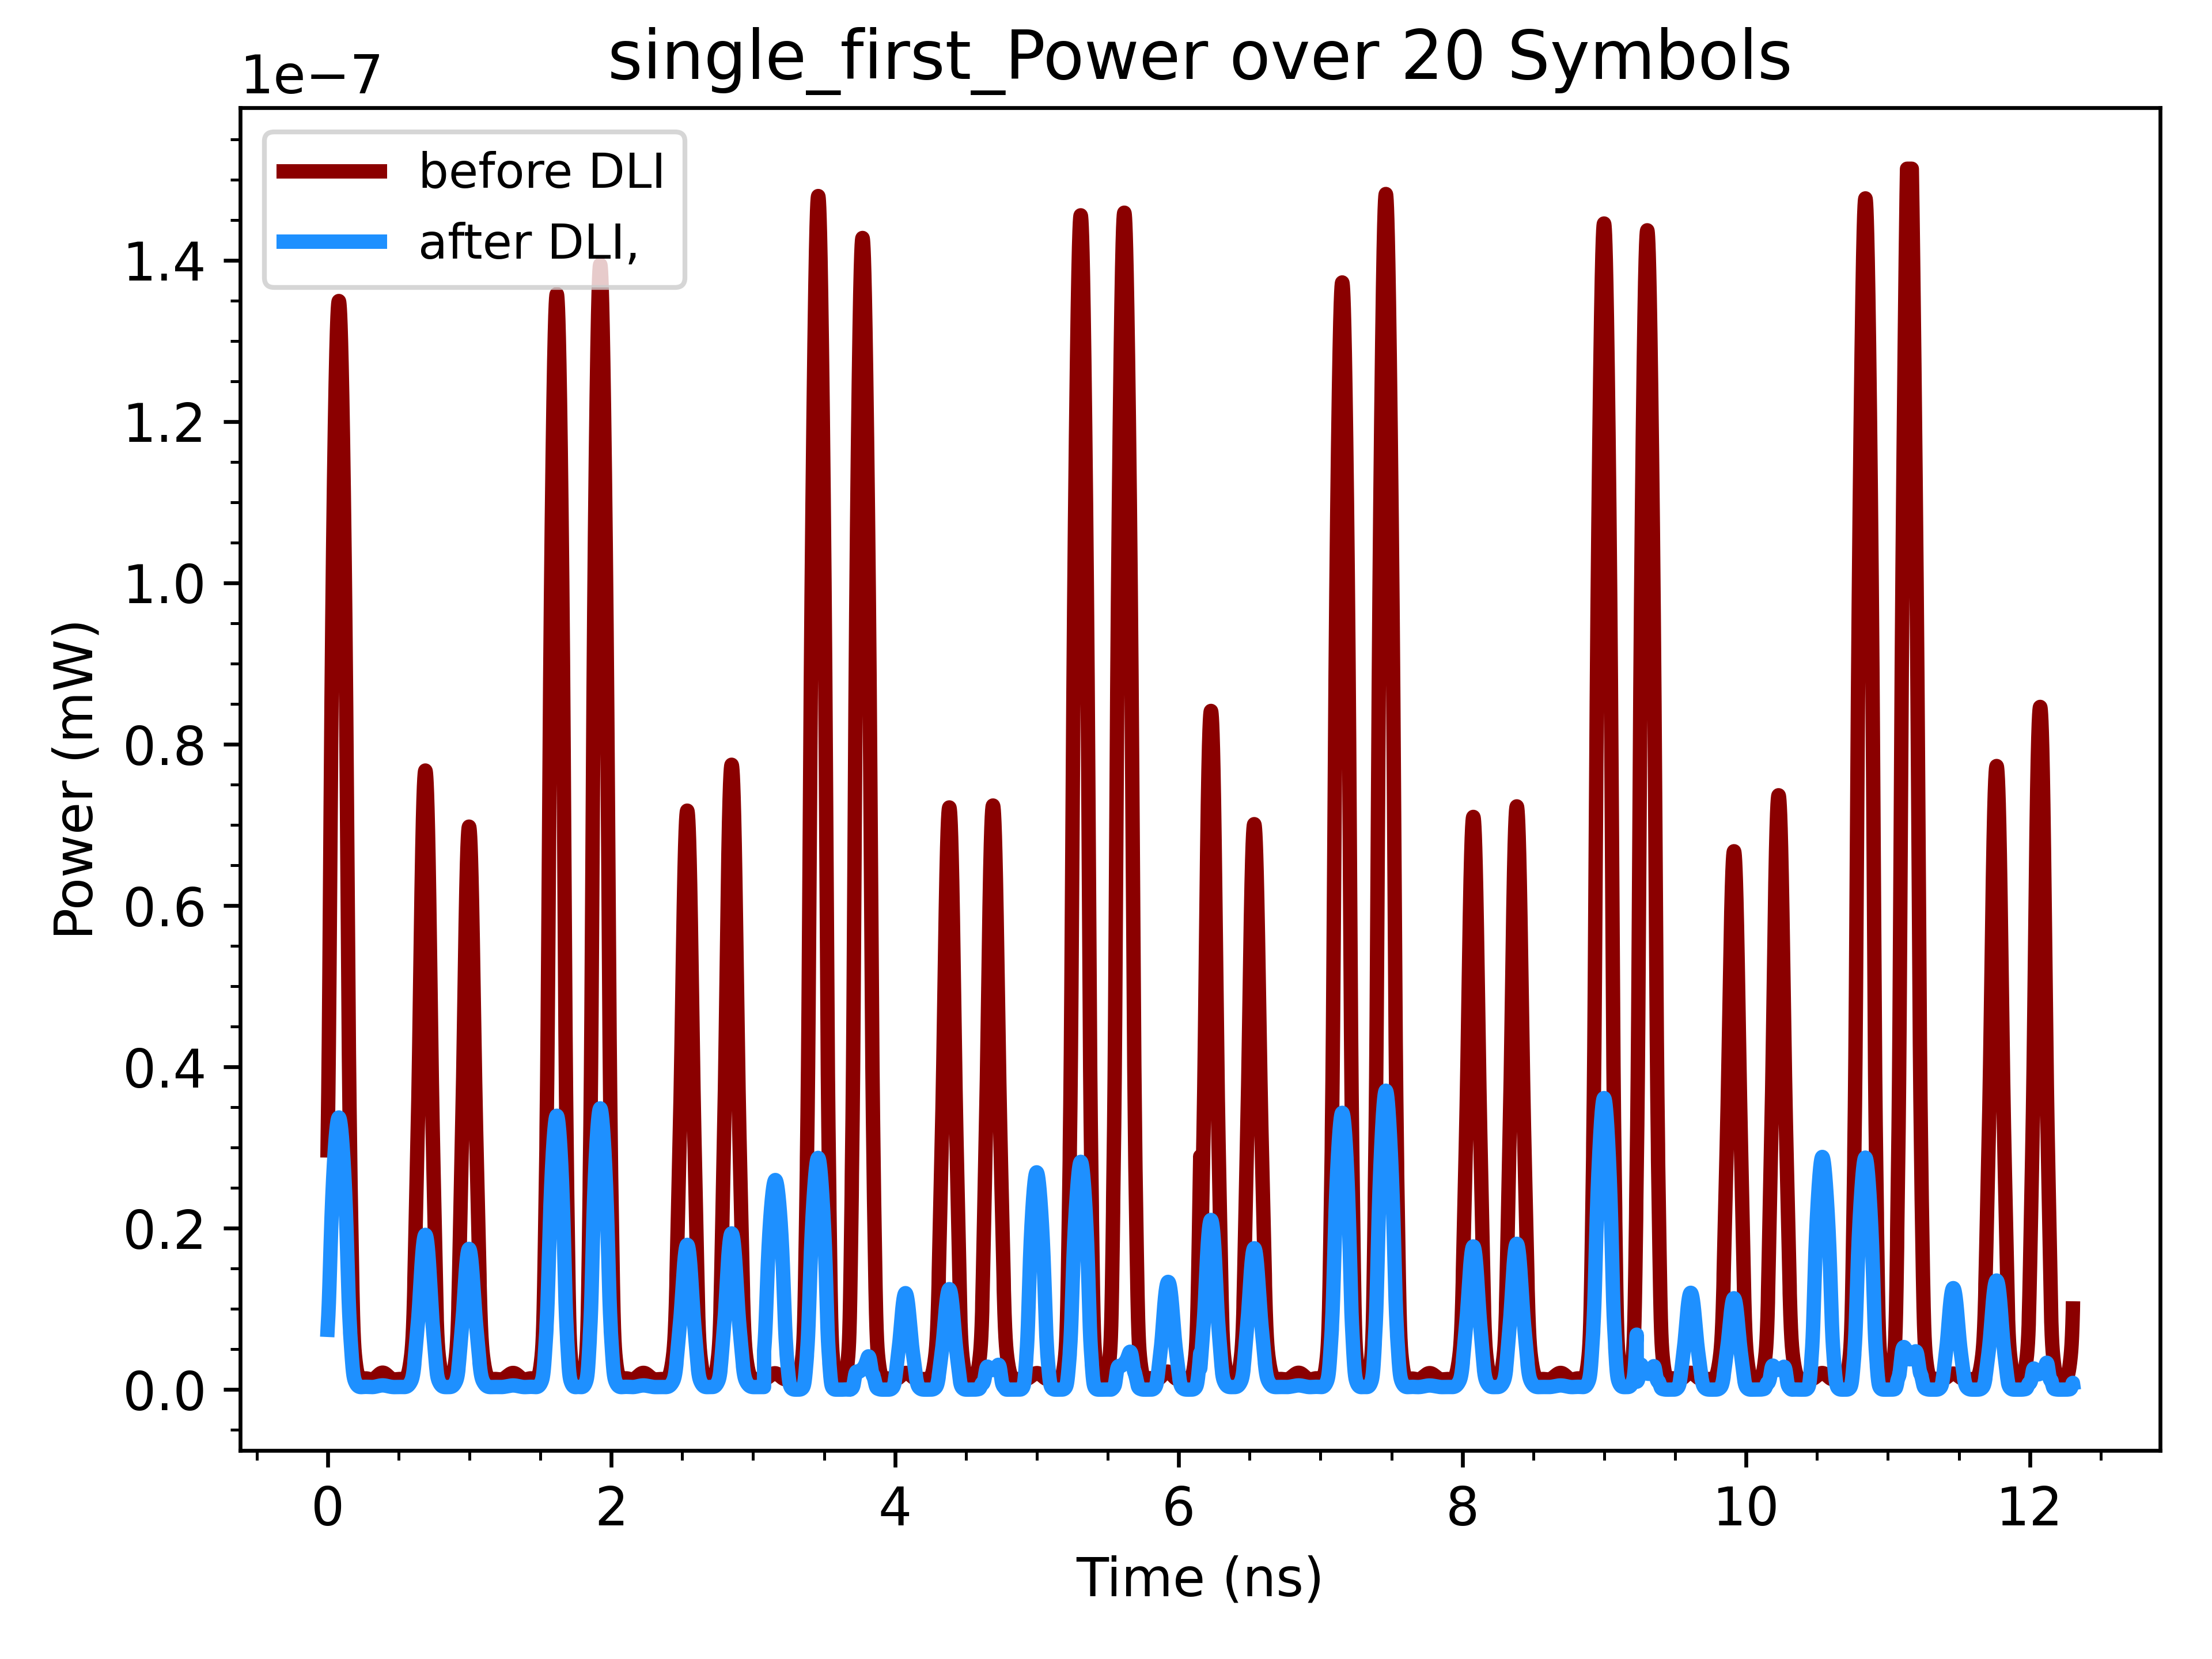 single_first_Power over 20 Symbols
1e−7
before DLI
after DLI,
1.4
1.2
1.0
0.8
0.6
0.4
0.2
0.0
Power (mW)
0 2 4 6 8 10 12
Time (ns)